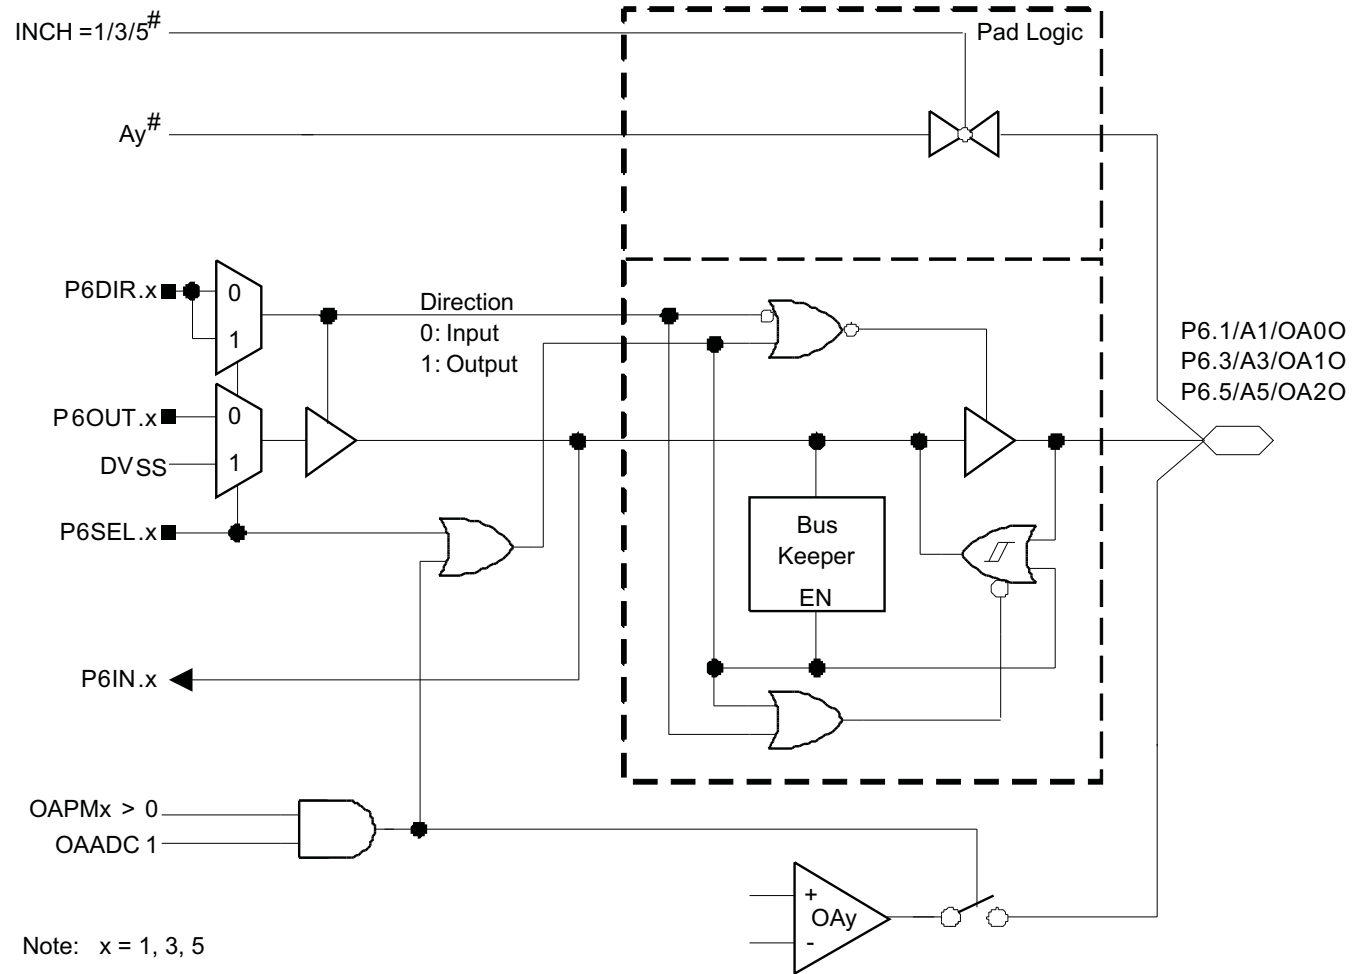 INCH =1/3/5#
Pad Logic
Ay#
P6DIR.x
0
1
Direction
0: Input
1: Output
P6.1/A1/OA0O
P6.3/A3/OA1O
P6.5/A5/OA2O
P6OUT.x
0
DVSS
1
P6SEL.x
Bus
Keeper
EN
P6IN.x
OAPMx > 0
OAADC 1
+
OAy
-
Note: x = 1, 3, 5